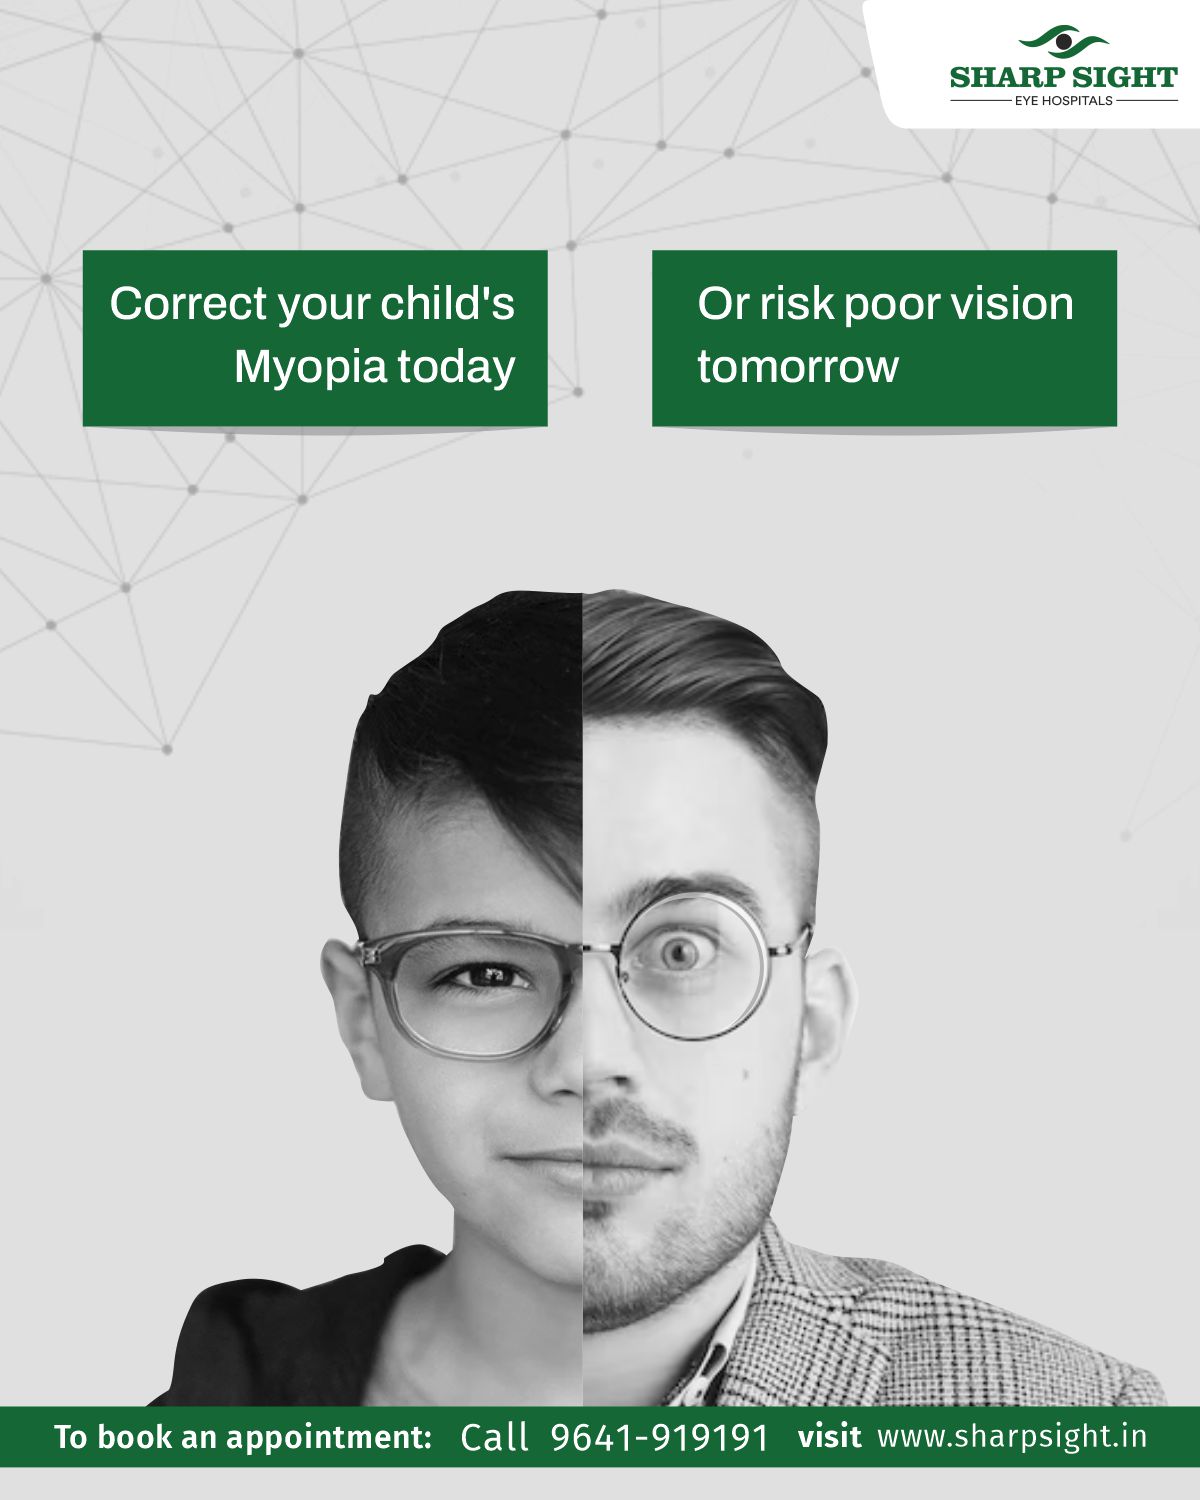 SHARP SIGHT
EYE HOSPITALS
Correct your child's
Myopia today
Or risk poor vision
tomorrow
To book an appointment: Call 9641-919191 visit www.sharpsight.in